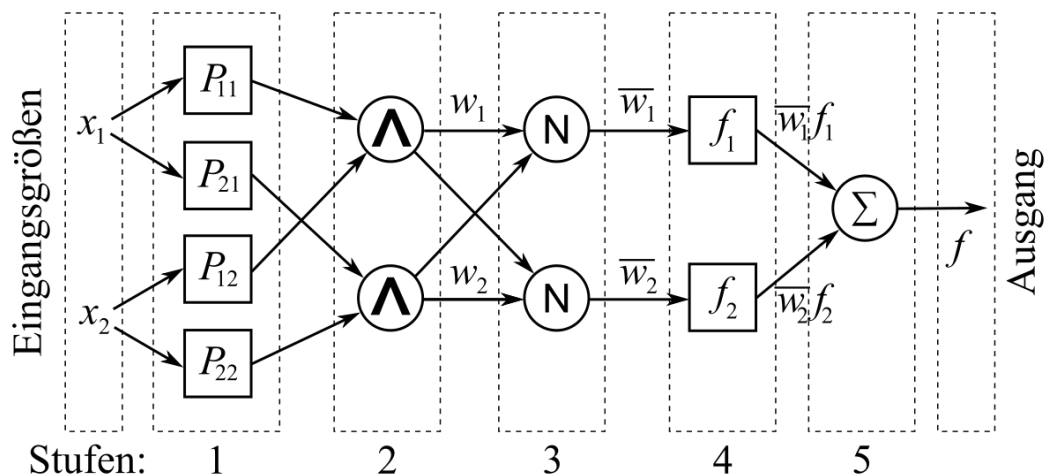 Eingangsgrößen
x₁
x₂
P₁₁
P₂₁
P₁₂
P₂₂
Λ
Λ
w₁
w₂
N
N
w̅₁
w̅₂
f₁
f₂
w̅₁f₁
w̅₂f₂
Σ
f
Ausgang
Stufen: 1 2 3 4 5